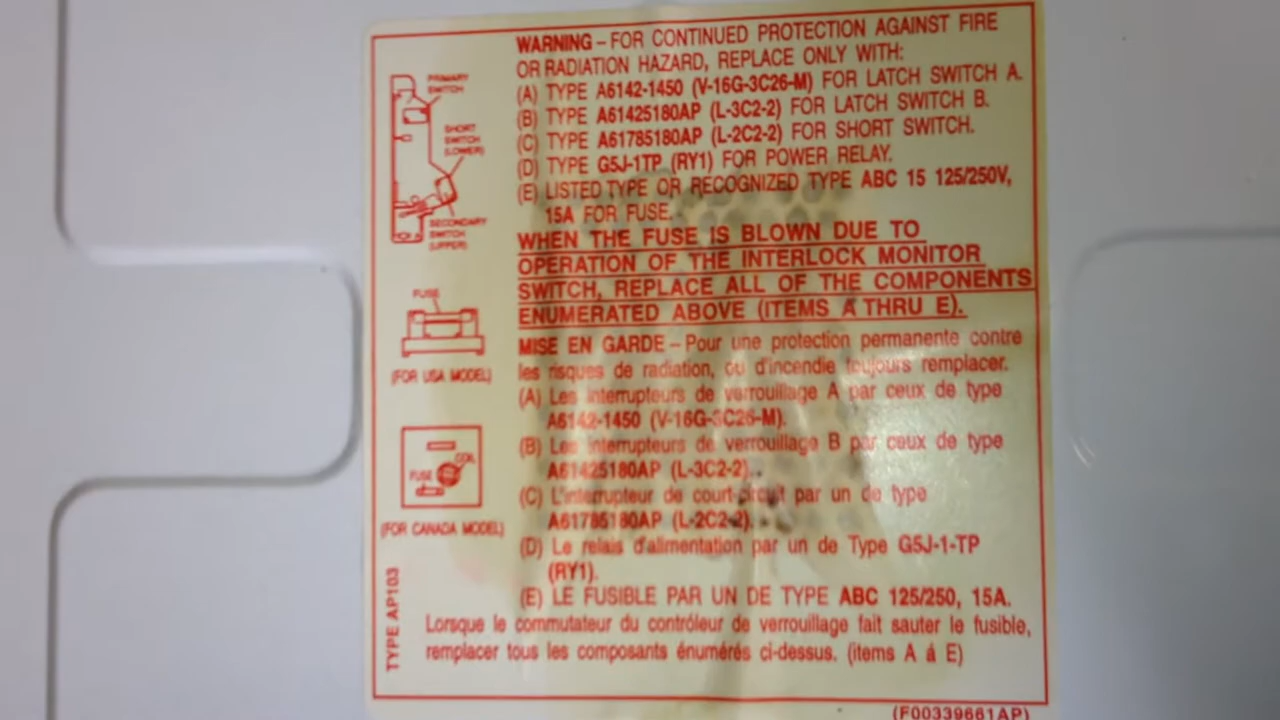 WARNING – FOR CONTINUED PROTECTION AGAINST FIRE
OR RADIATION HAZARD, REPLACE ONLY WITH:
(A) TYPE A6142-1450 (V-16G-3C26-M) FOR LATCH SWITCH A.
(B) TYPE A61425180AP (L-3C2-2) FOR LATCH SWITCH B.
(C) TYPE A61785180AP (L-2C2-2) FOR SHORT SWITCH.
(D) TYPE G5J-1TP (RY1) FOR POWER RELAY.
(E) LISTED TYPE OR RECOGNIZED TYPE ABC 15 125/250V,
15A FOR FUSE.
WHEN THE FUSE IS BLOWN DUE TO
OPERATION OF THE INTERLOCK MONITOR
SWITCH, REPLACE ALL OF THE COMPONENTS
ENUMERATED ABOVE (ITEMS A THRU E).
MISE EN GARDE – Pour une protection permanente contre
les risques de radiation, ou d'incendie toujours remplacer.
(A) Les interrupteurs de verrouillage A par ceux de type
A6142-1450 (V-16G-3C26-M).
(B) Les interrupteurs de verrouillage B par ceux de type
A61425180AP (L-3C2-2).
(C) L'interrupteur de court-circuit par un de type
A61785180AP (L-2C2-2).
(D) Le relais d'alimentation par un de Type G5J-1-TP
(RY1).
(E) LE FUSIBLE PAR UN DE TYPE ABC 125/250, 15A.
Lorsque le commutateur du contrôleur de verrouillage fait sauter le fusible,
remplacer tous les composants énumérés ci-dessus. (items A á E)
PRIMARY
SWITCH
SHORT
SWITCH
(LOWER)
SECONDARY
SWITCH
(UPPER)
FUSE
(FOR USA MODEL)
COIL
FUSE
(FOR CANADA MODEL)
TYPE AP103
(F00339661AP)